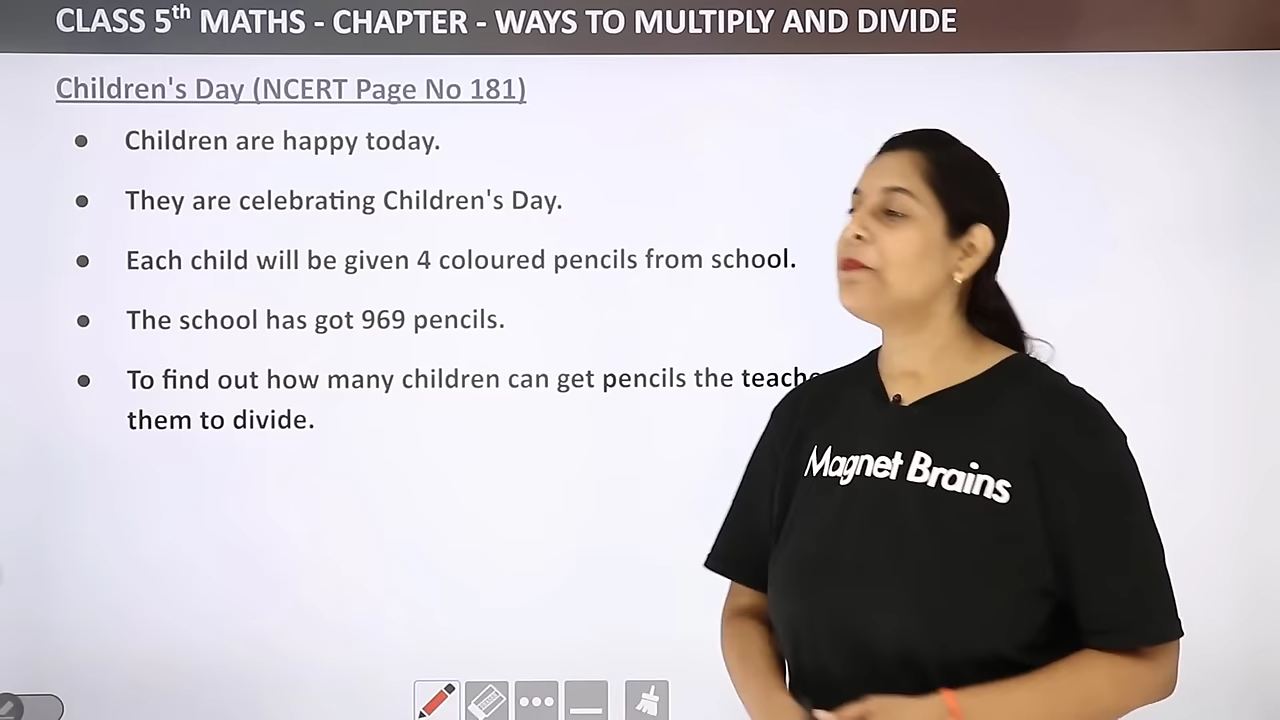 CLASS 5th MATHS - CHAPTER - WAYS TO MULTIPLY AND DIVIDE
Children's Day (NCERT Page No 181)
● Children are happy today.
● They are celebrating Children's Day.
● Each child will be given 4 coloured pencils from school.
● The school has got 969 pencils.
● To find out how many children can get pencils the
them to divide.
Magnet Brains